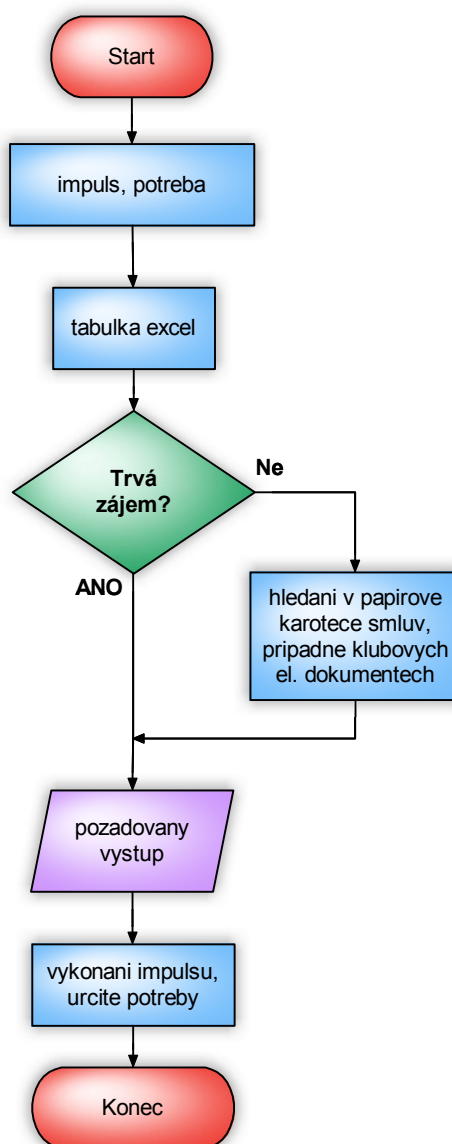 Start
impuls, potreba
tabulka excel
Trvá
zájem?
Ne
ANO
hledani v papirove
karotece smluv,
pripadne klubovych
el. dokumentech
pozadovany
vystup
vykonani impulsu,
urcite potreby
Konec